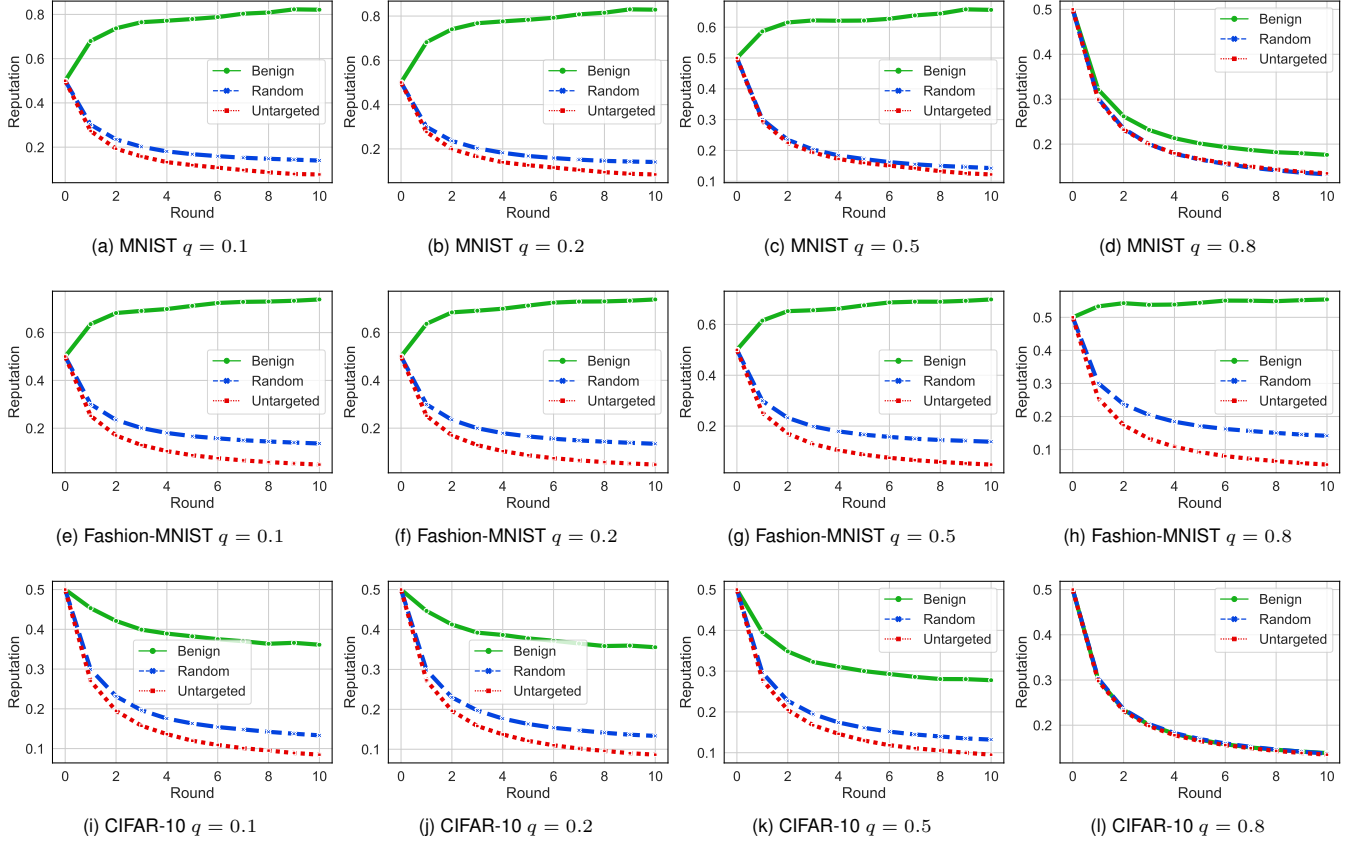 Reputation
0.8
0.6
0.4
0.2
Benign
Random
Untargeted
0 2 4 6 8 10
Round
(a) MNIST q = 0.1
Reputation
0.8
0.6
0.4
0.2
Benign
Random
Untargeted
0 2 4 6 8 10
Round
(b) MNIST q = 0.2
Reputation
0.6
0.5
0.4
0.3
0.2
0.1
Benign
Random
Untargeted
0 2 4 6 8 10
Round
(c) MNIST q = 0.5
Reputation
0.5
0.4
0.3
0.2
Benign
Random
Untargeted
0 2 4 6 8 10
Round
(d) MNIST q = 0.8
Reputation
0.6
0.4
0.2
Benign
Random
Untargeted
0 2 4 6 8 10
Round
(e) Fashion-MNIST q = 0.1
Reputation
0.6
0.4
0.2
Benign
Random
Untargeted
0 2 4 6 8 10
Round
(f) Fashion-MNIST q = 0.2
Reputation
0.6
0.4
0.2
Benign
Random
Untargeted
0 2 4 6 8 10
Round
(g) Fashion-MNIST q = 0.5
Reputation
0.5
0.4
0.3
0.2
0.1
Benign
Random
Untargeted
0 2 4 6 8 10
Round
(h) Fashion-MNIST q = 0.8
Reputation
0.5
0.4
0.3
0.2
0.1
Benign
Random
Untargeted
0 2 4 6 8 10
Round
(i) CIFAR-10 q = 0.1
Reputation
0.5
0.4
0.3
0.2
0.1
Benign
Random
Untargeted
0 2 4 6 8 10
Round
(j) CIFAR-10 q = 0.2
Reputation
0.5
0.4
0.3
0.2
0.1
Benign
Random
Untargeted
0 2 4 6 8 10
Round
(k) CIFAR-10 q = 0.5
Reputation
0.5
0.4
0.3
0.2
Benign
Random
Untargeted
0 2 4 6 8 10
Round
(l) CIFAR-10 q = 0.8